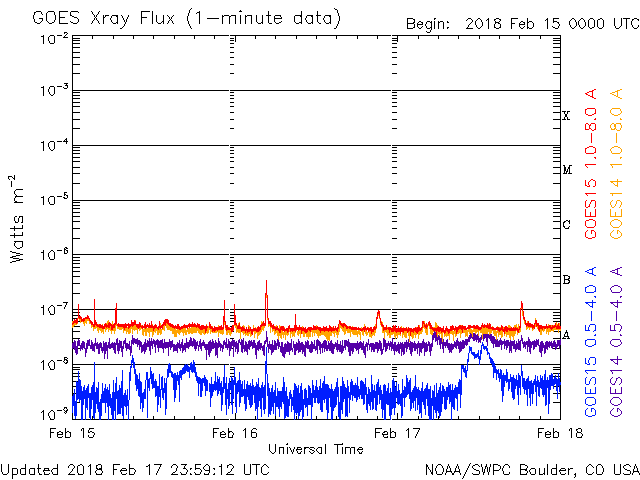 GOES Xray Flux (1-minute data)
Begin: 2018 Feb 15 0000 UTC
10⁻²
10⁻³
10⁻⁴
10⁻⁵
10⁻⁶
10⁻⁷
10⁻⁸
10⁻⁹
Watts m⁻²
X
M
C
B
A
GOES15 1.0-8.0 A
GOES14 1.0-8.0 A
GOES15 0.5-4.0 A
GOES14 0.5-4.0 A
Feb 15 Feb 16 Feb 17 Feb 18
Universal Time
Updated 2018 Feb 17 23:59:12 UTC
NOAA/SWPC Boulder, CO USA